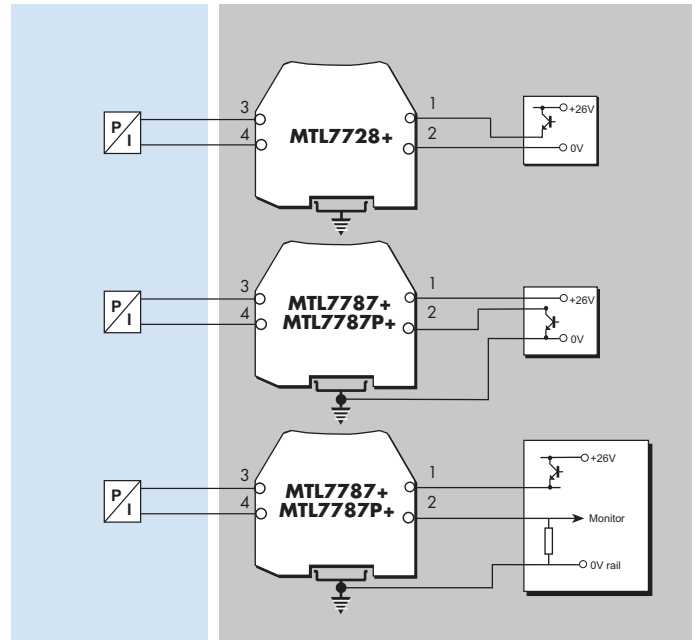 3 1 +26V
P/I MTL7728+
4 2 0V
3 1 +26V
P/I MTL7787+
4 MTL7787P+ 2 0V
3 1 +26V
P/I MTL7787+
4 MTL7787P+ 2 Monitor
0V rail